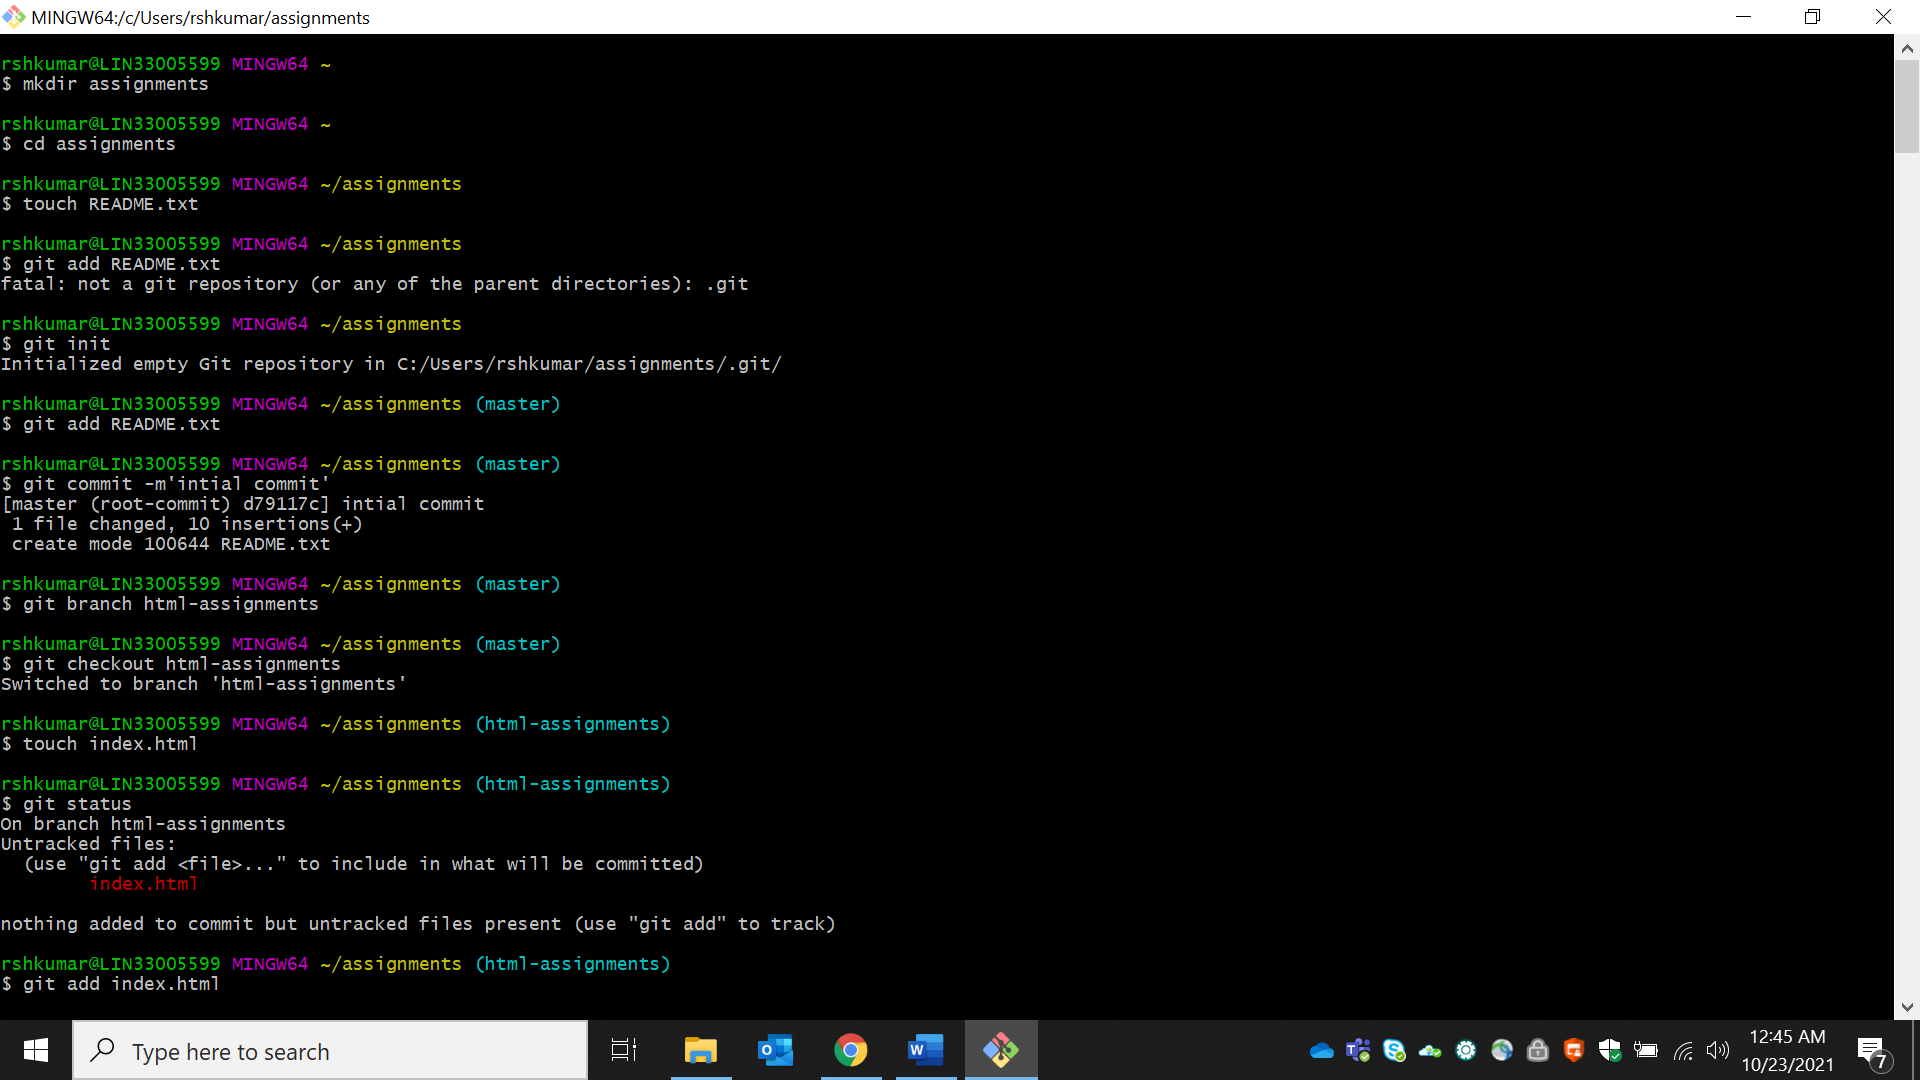 MINGW64:/c/Users/rshkumar/assignments
rshkumar@LIN33005599 MINGW64 ~
$ mkdir assignments
rshkumar@LIN33005599 MINGW64 ~
$ cd assignments
rshkumar@LIN33005599 MINGW64 ~/assignments
$ touch README.txt
rshkumar@LIN33005599 MINGW64 ~/assignments
$ git add README.txt
fatal: not a git repository (or any of the parent directories): .git
rshkumar@LIN33005599 MINGW64 ~/assignments
$ git init
Initialized empty Git repository in C:/Users/rshkumar/assignments/.git/
rshkumar@LIN33005599 MINGW64 ~/assignments (master)
$ git add README.txt
rshkumar@LIN33005599 MINGW64 ~/assignments (master)
$ git commit -m'intial commit'
[master (root-commit) d79117c] intial commit
1 file changed, 10 insertions(+)
create mode 100644 README.txt
rshkumar@LIN33005599 MINGW64 ~/assignments (master)
$ git branch html-assignments
rshkumar@LIN33005599 MINGW64 ~/assignments (master)
$ git checkout html-assignments
Switched to branch 'html-assignments'
rshkumar@LIN33005599 MINGW64 ~/assignments (html-assignments)
$ touch index.html
rshkumar@LIN33005599 MINGW64 ~/assignments (html-assignments)
$ git status
On branch html-assignments
Untracked files:
(use "git add <file>..." to include in what will be committed)
index.html
nothing added to commit but untracked files present (use "git add" to track)
rshkumar@LIN33005599 MINGW64 ~/assignments (html-assignments)
$ git add index.html
Type here to search
12:45 AM
10/23/2021
7